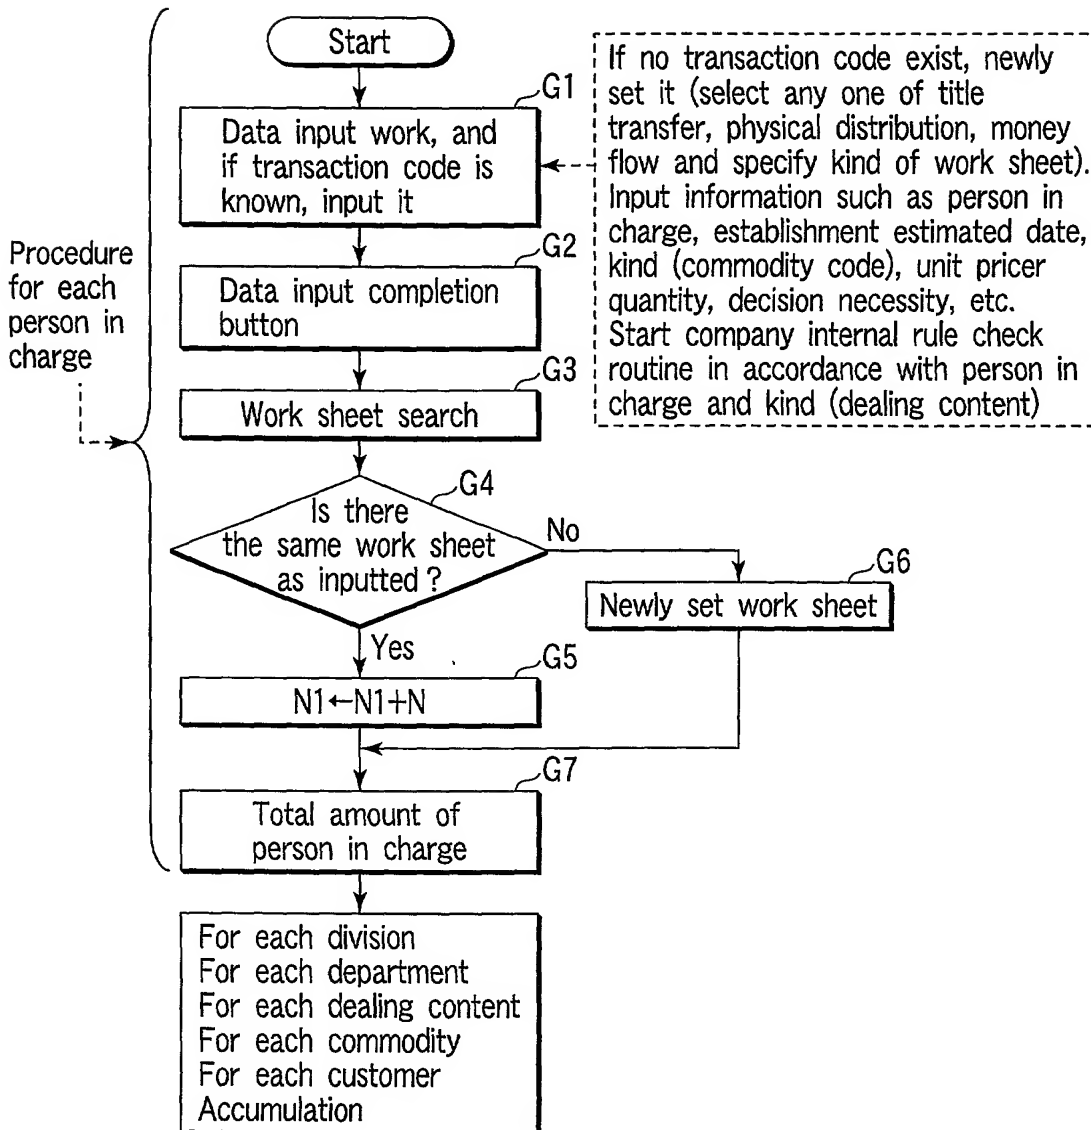 Start
G1
Data input work, and
if transaction code is
known, input it
If no transaction code exist, newly
set it (select any one of title
transfer, physical distribution, money
flow and specify kind of work sheet).
Input information such as person in
charge, establishment estimated date,
kind (commodity code), unit pricer
quantity, decision necessity, etc.
Start company internal rule check
routine in accordance with person in
charge and kind (dealing content)
Procedure
for each
person in
charge
G2
Data input completion
button
G3
Work sheet search
G4
Is there
the same work sheet
as inputted ?
No
Yes
G6
Newly set work sheet
G5
N1←N1+N
G7
Total amount of
person in charge
For each division
For each department
For each dealing content
For each commodity
For each customer
Accumulation